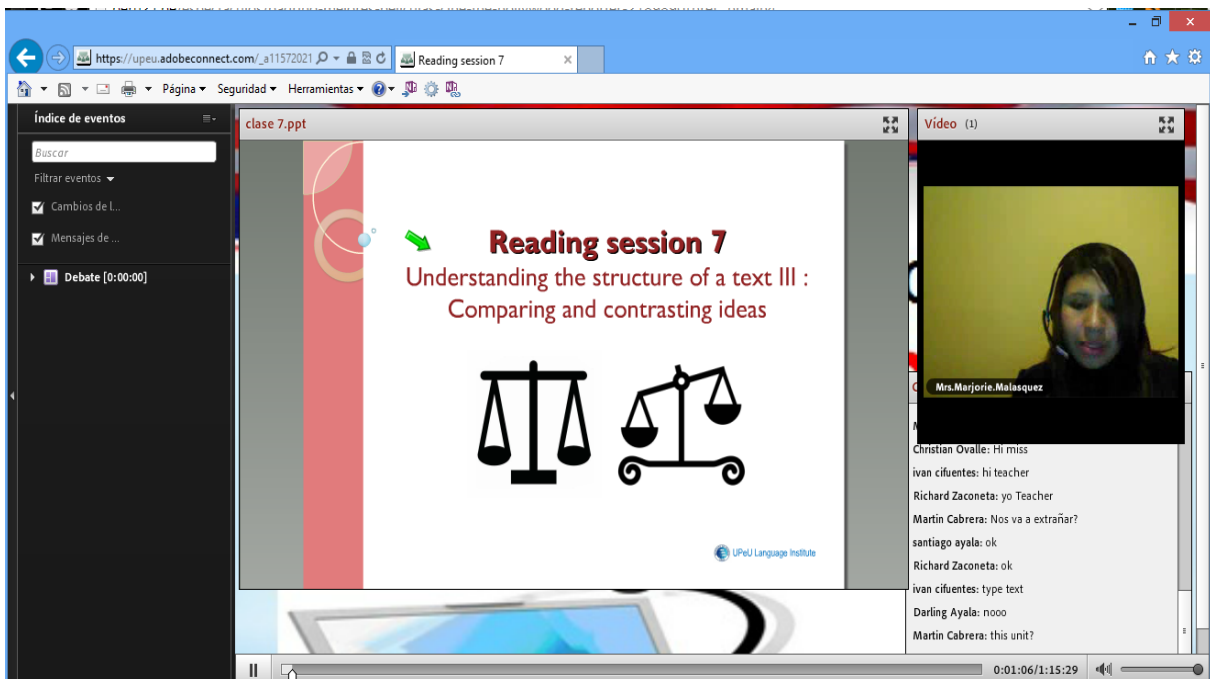 https://upeu.adobeconnect.com/_a11572021
Reading session 7
Página
Seguridad
Herramientas
Índice de eventos
Buscar
Filtrar eventos
Cambios de l...
Mensajes de ...
Debate [0:00:00]
clase 7.ppt
Reading session 7
Understanding the structure of a text III :
Comparing and contrasting ideas
UPeU Language Institute
Vídeo (1)
Mrs.Marjorie.Malasquez
Christian Ovalle: Hi miss
ivan cifuentes: hi teacher
Richard Zaconeta: yo Teacher
Martin Cabrera: Nos va a extrañar?
santiago ayala: ok
Richard Zaconeta: ok
ivan cifuentes: type text
Darling Ayala: nooo
Martin Cabrera: this unit?
0:01:06/1:15:29